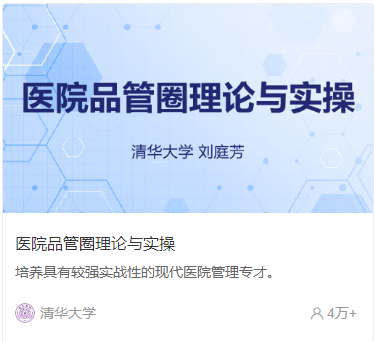 医院品管圈理论与实操
清华大学 刘庭芳
医院品管圈理论与实操
培养具有较强实战性的现代医院管理专才。
清华大学
4万+